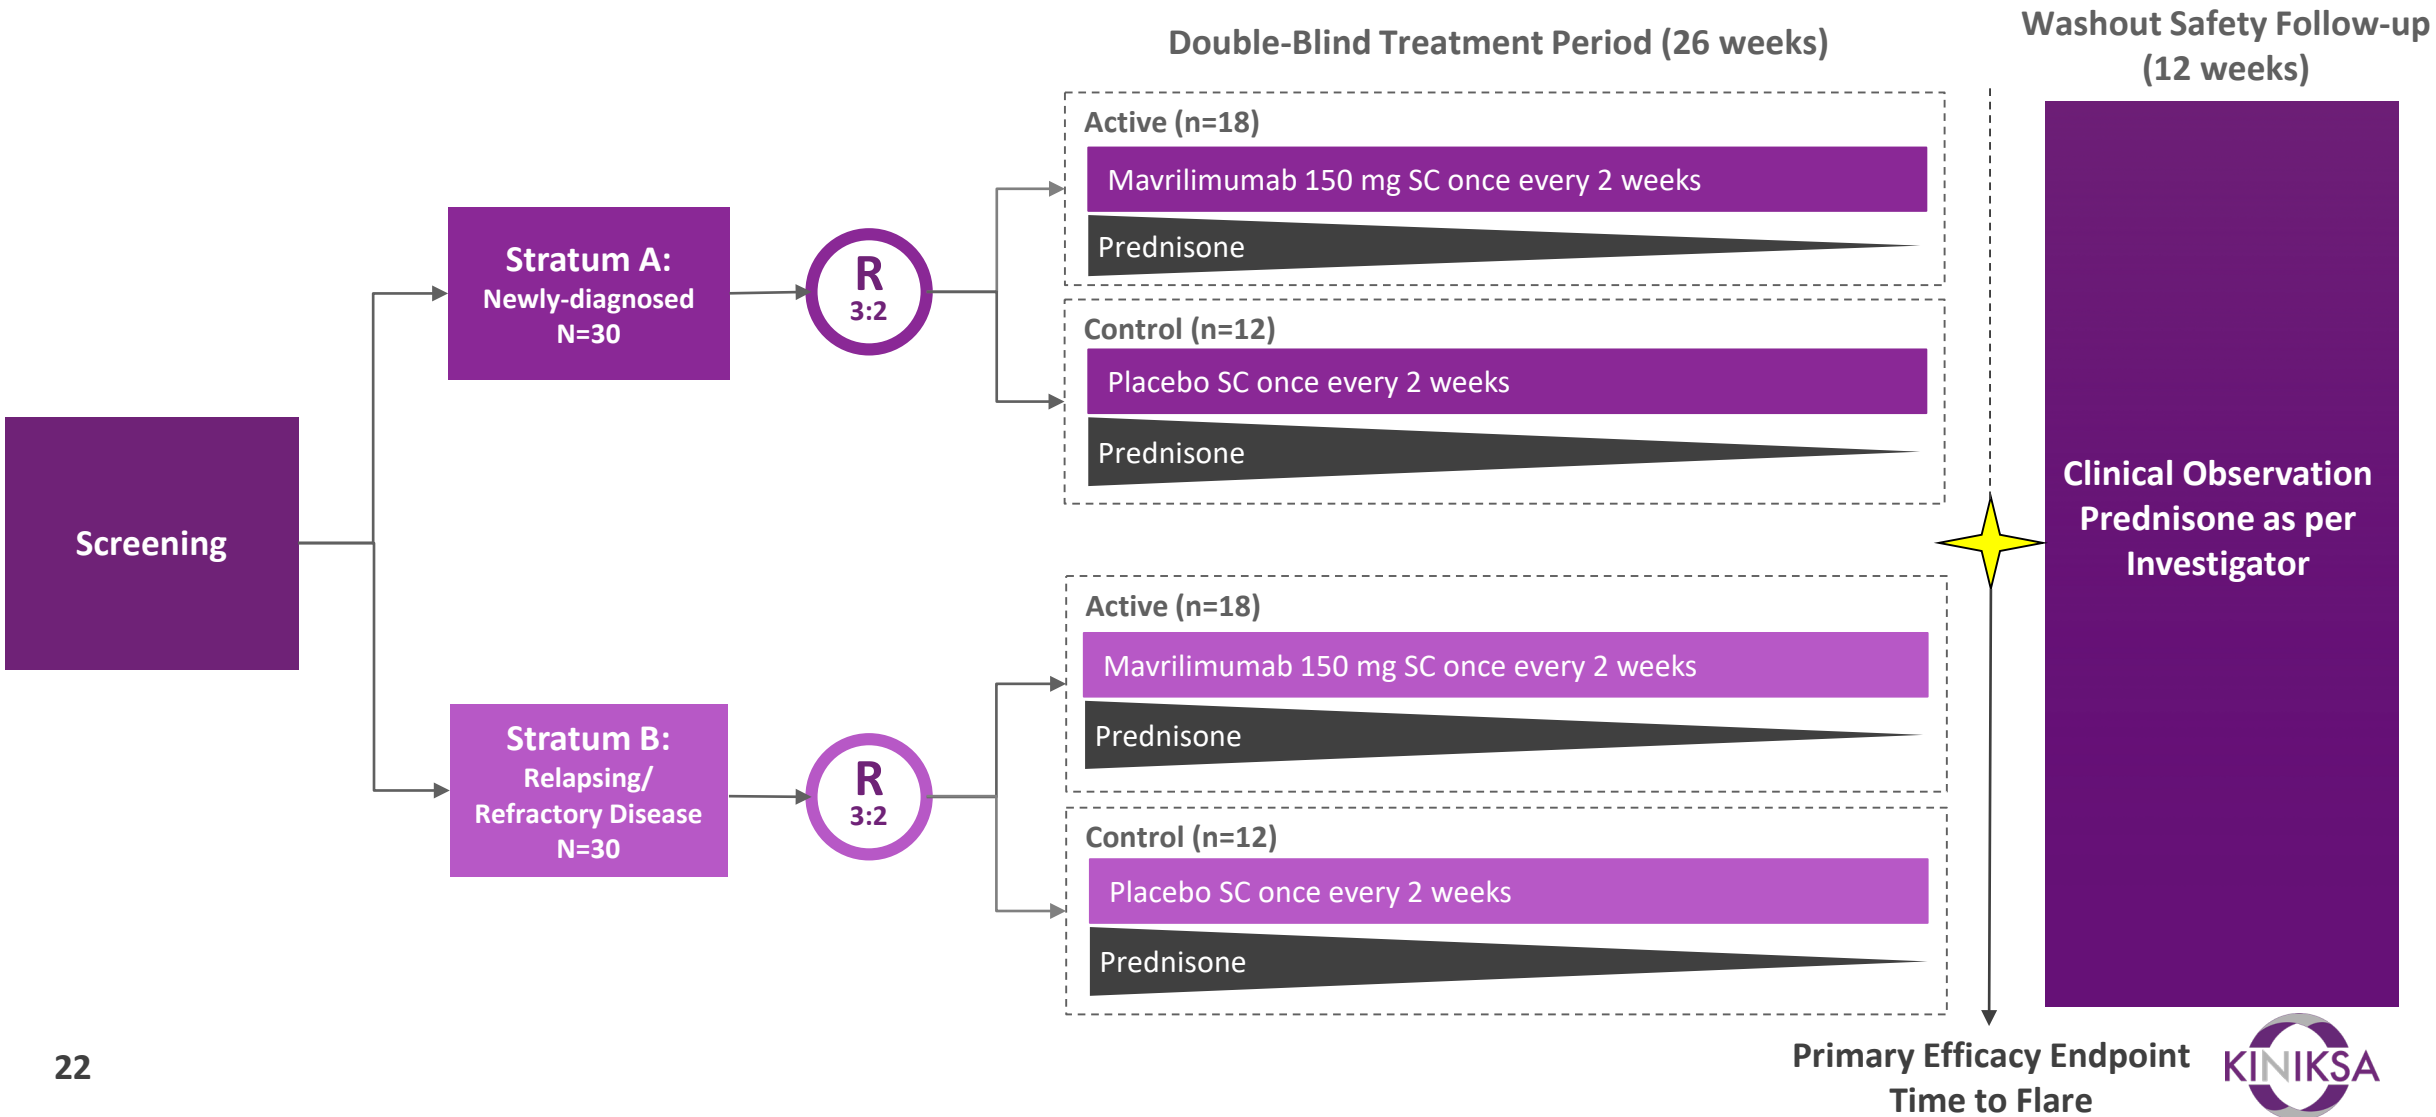 Double-Blind Treatment Period (26 weeks)
Washout Safety Follow-up
(12 weeks)
Screening
Stratum A:
Newly-diagnosed
N=30
R
3:2
Active (n=18)
Mavrilimumab 150 mg SC once every 2 weeks
Prednisone
Control (n=12)
Placebo SC once every 2 weeks
Prednisone
Stratum B:
Relapsing/
Refractory Disease
N=30
R
3:2
Active (n=18)
Mavrilimumab 150 mg SC once every 2 weeks
Prednisone
Control (n=12)
Placebo SC once every 2 weeks
Prednisone
Clinical Observation
Prednisone as per
Investigator
Primary Efficacy Endpoint
Time to Flare
22
KINIKSA